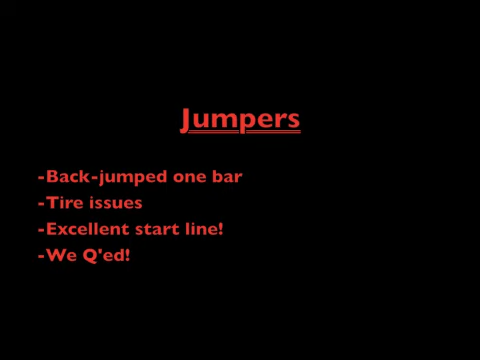 Jumpers
-Back-jumped one bar
-Tire issues
-Excellent start line!
-We Q'ed!